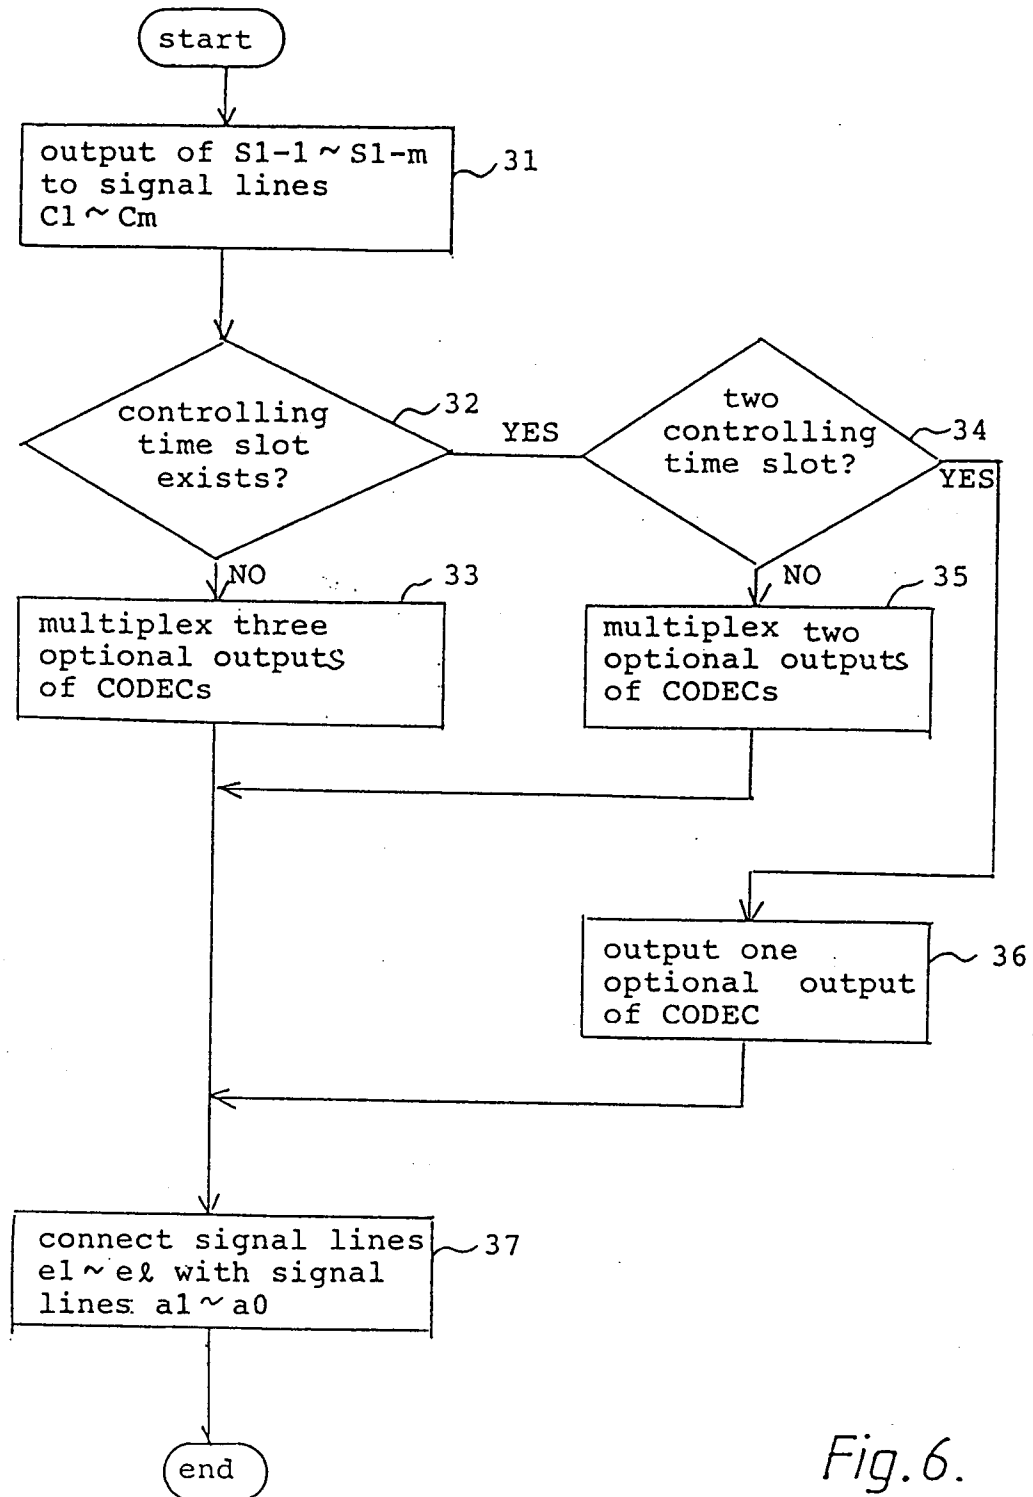 start
output of S1-1~S1-m
to signal lines
C1~Cm
31
controlling
time slot
exists?
32
YES
two
controlling
time slot?
34
YES
NO
33
multiplex three
optional outputs
of CODECs
NO
35
multiplex two
optional outputs
of CODECs
output one
optional output
of CODEC
36
connect signal lines
e1~eℓ with signal
lines a1~a0
37
end
Fig. 6.